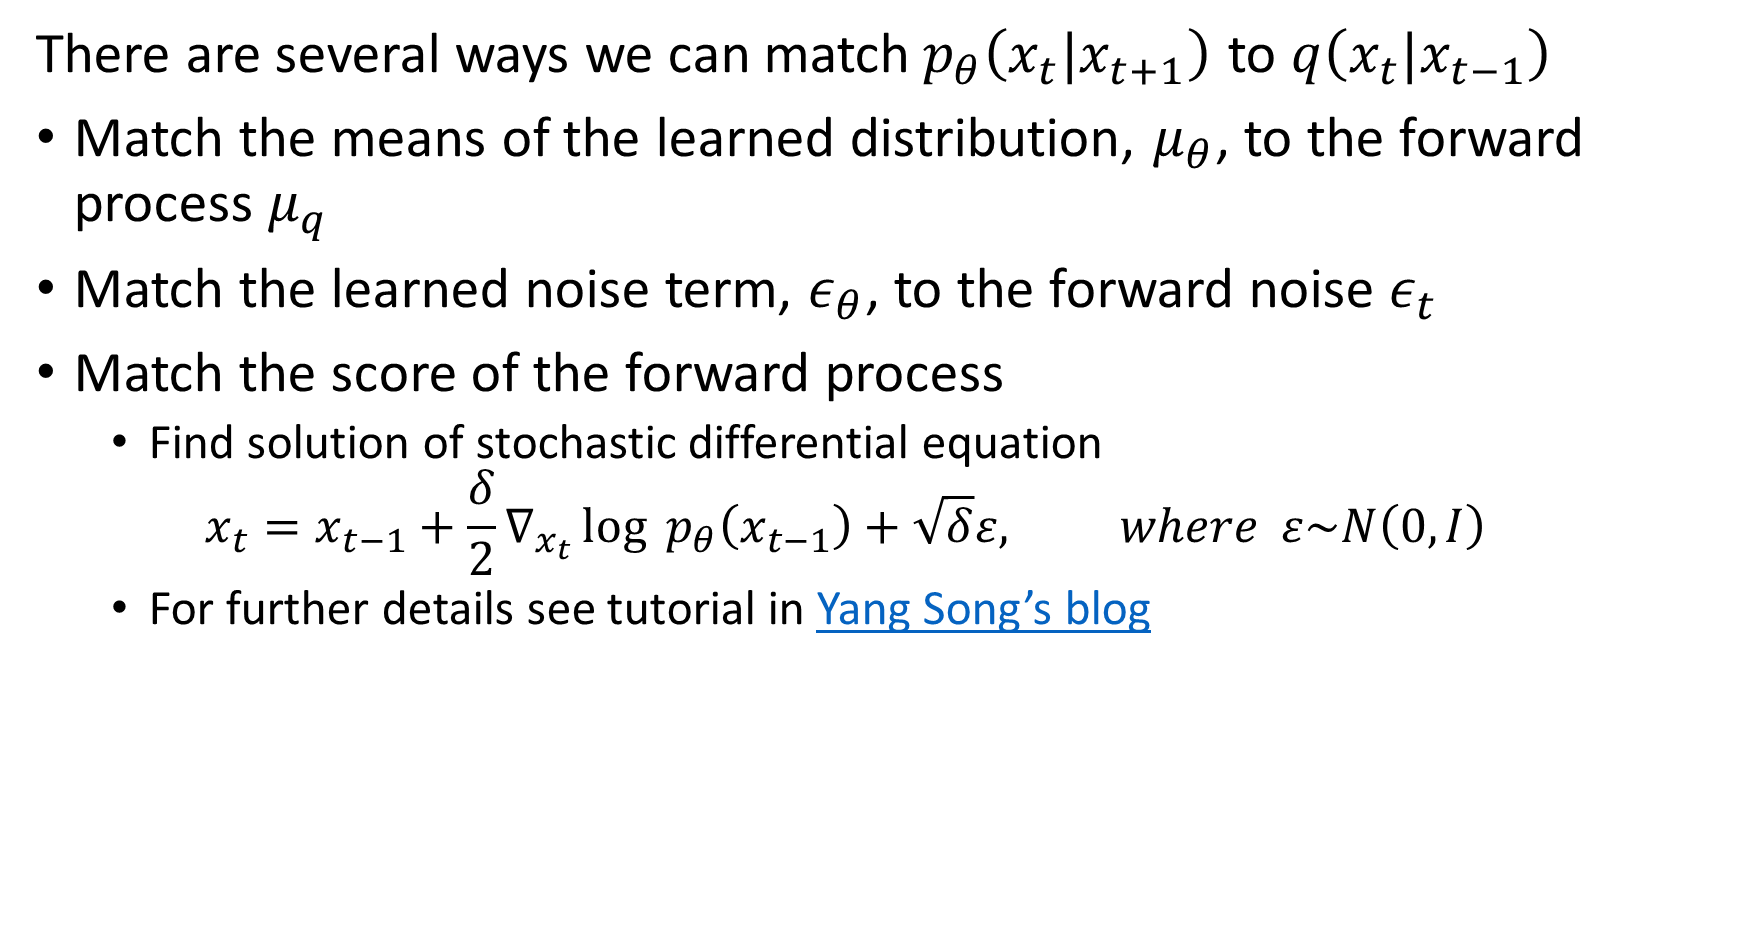 There are several ways we can match p_θ(x_t|x_{t+1}) to q(x_t|x_{t−1})
• Match the means of the learned distribution, μ_θ, to the forward
process μ_q
• Match the learned noise term, ϵ_θ, to the forward noise ϵ_t
• Match the score of the forward process
• Find solution of stochastic differential equation
x_t = x_{t−1} + δ/2 ∇_{x_t} log p_θ(x_{t−1}) + √δ ε, where ε~N(0, I)
• For further details see tutorial in Yang Song’s blog